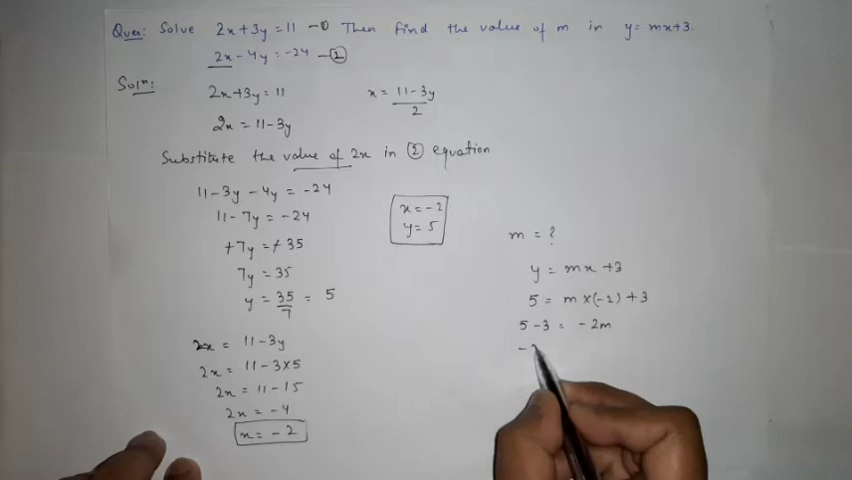 Ques: Solve 2x+3y=11 -① Then find the value of m in y=mx+3.
2x-4y=-24 -②
Solⁿ:
2x+3y=11
x = 11-3y / 2
2x = 11-3y
Substitute the value of 2x in ② equation
11-3y-4y = -24
11-7y = -24
+7y = +35
7y = 35
y = 35/7 = 5
2x = 11-3y
2x = 11-3×5
2x = 11-15
2x = -4
x = -2
x = -2
y = 5
m = ?
y = mx+3
5 = m×(-2)+3
5-3 = -2m